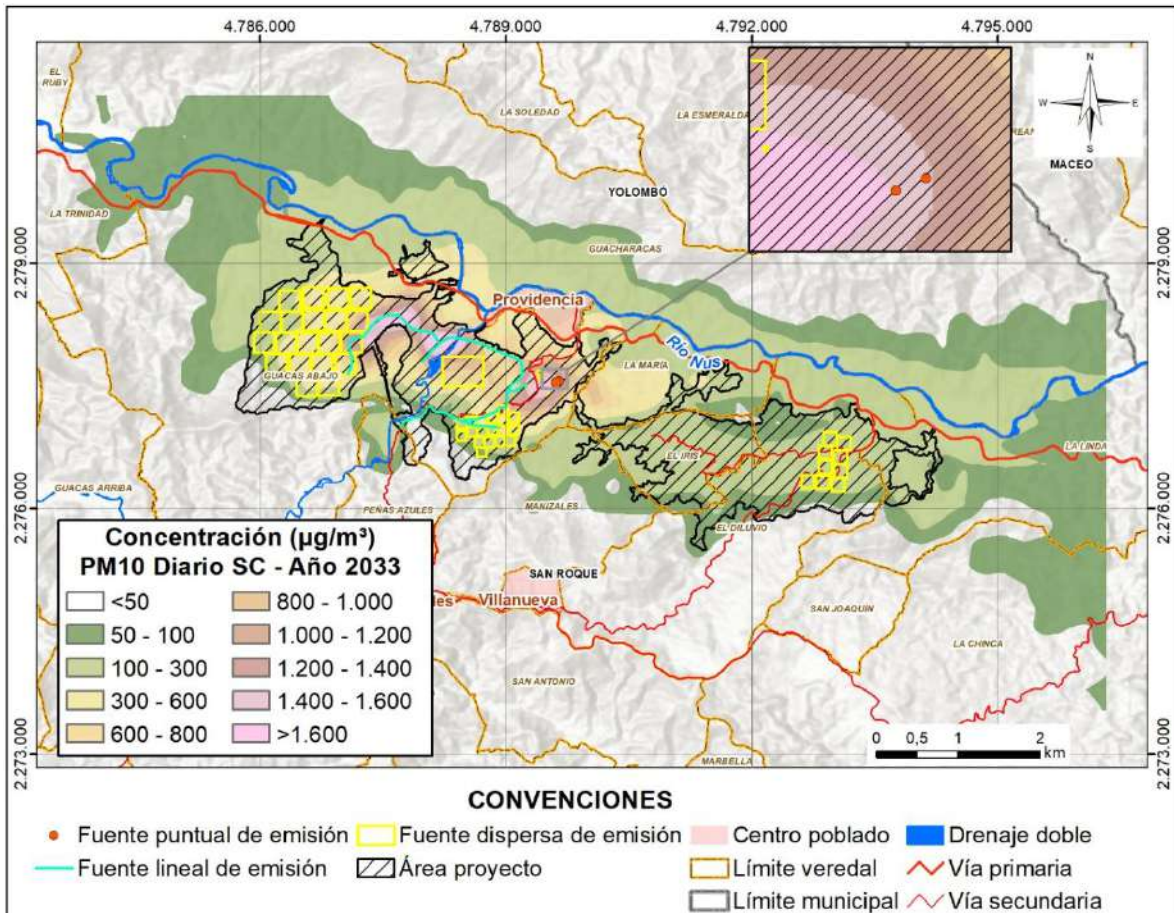 4.786.000
4.789.000
4.792.000
4.795.000
EL RUBY
LA SOLEDAD
LA ESMERALDA
N
W
E
S
MACEO
LA TRINIDAD
YOLOMBÓ
GUACHARACAS
2.279.000
2.279.000
Providencia
Río Nus
LA MARÍA
GUACAS ABAJO
EL IRIS
LA LINDA
GUACAS ARRIBA
PEÑAS AZULES
MANIZALES
EL DILUVIO
2.276.000
2.276.000
SAN ROQUE
Villanueva
SAN JOAQUÍN
LA CHINCA
SAN ANTONIO
MARBELLA
2.273.000
2.273.000
Concentración (µg/m³)
PM10 Diario SC - Año 2033
<50
800 - 1.000
50 - 100
1.000 - 1.200
100 - 300
1.200 - 1.400
300 - 600
1.400 - 1.600
600 - 800
>1.600
0 0,5 1 2
km
CONVENCIONES
Fuente puntual de emisión
Fuente dispersa de emisión
Centro poblado
Drenaje doble
Fuente lineal de emisión
Área proyecto
Límite veredal
Vía primaria
Límite municipal
Vía secundaria